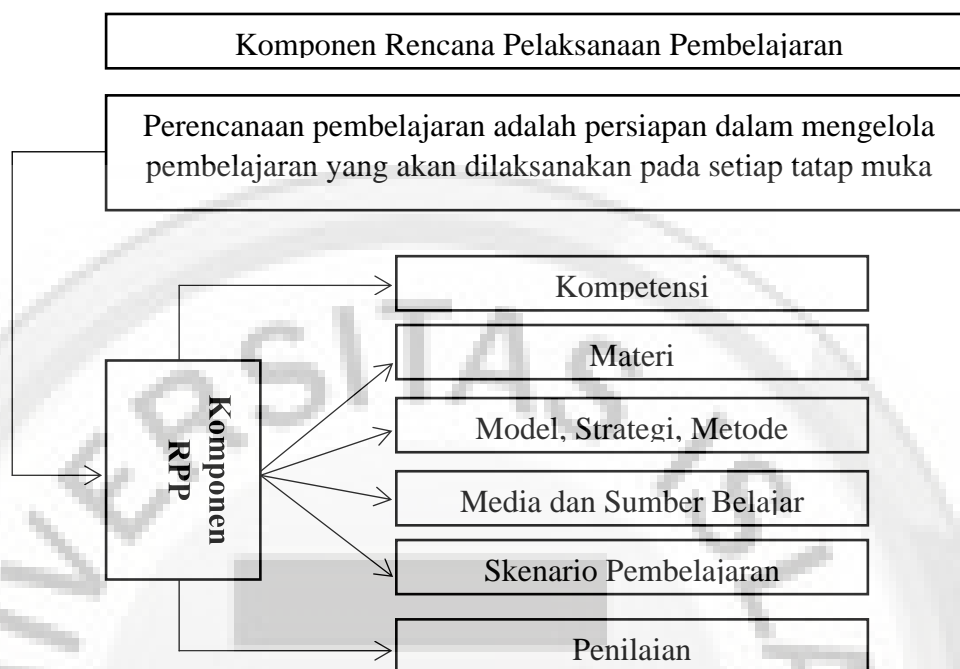 Komponen Rencana Pelaksanaan Pembelajaran
Perencanaan pembelajaran adalah persiapan dalam mengelola
pembelajaran yang akan dilaksanakan pada setiap tatap muka
Kompetensi
Materi
Komponen
RPP
Model, Strategi, Metode
Media dan Sumber Belajar
Skenario Pembelajaran
Penilaian